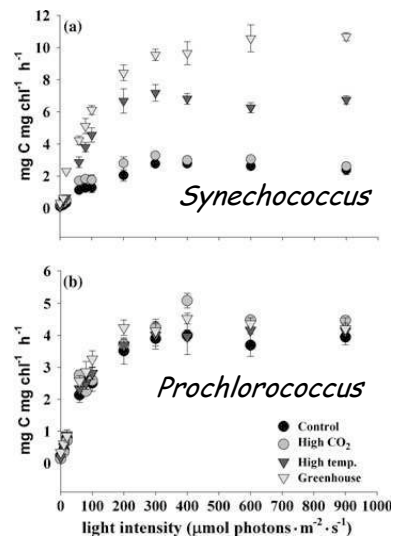 (a)
12
10
8
6
4
2
0
mg C mg chl⁻¹ h⁻¹
Synechococcus
(b)
6
5
4
3
2
1
0
mg C mg chl⁻¹ h⁻¹
Prochlorococcus
Control
High CO₂
High temp.
Greenhouse
0 100 200 300 400 500 600 700 800 900 1000
light intensity (μmol photons·m⁻²·s⁻¹)